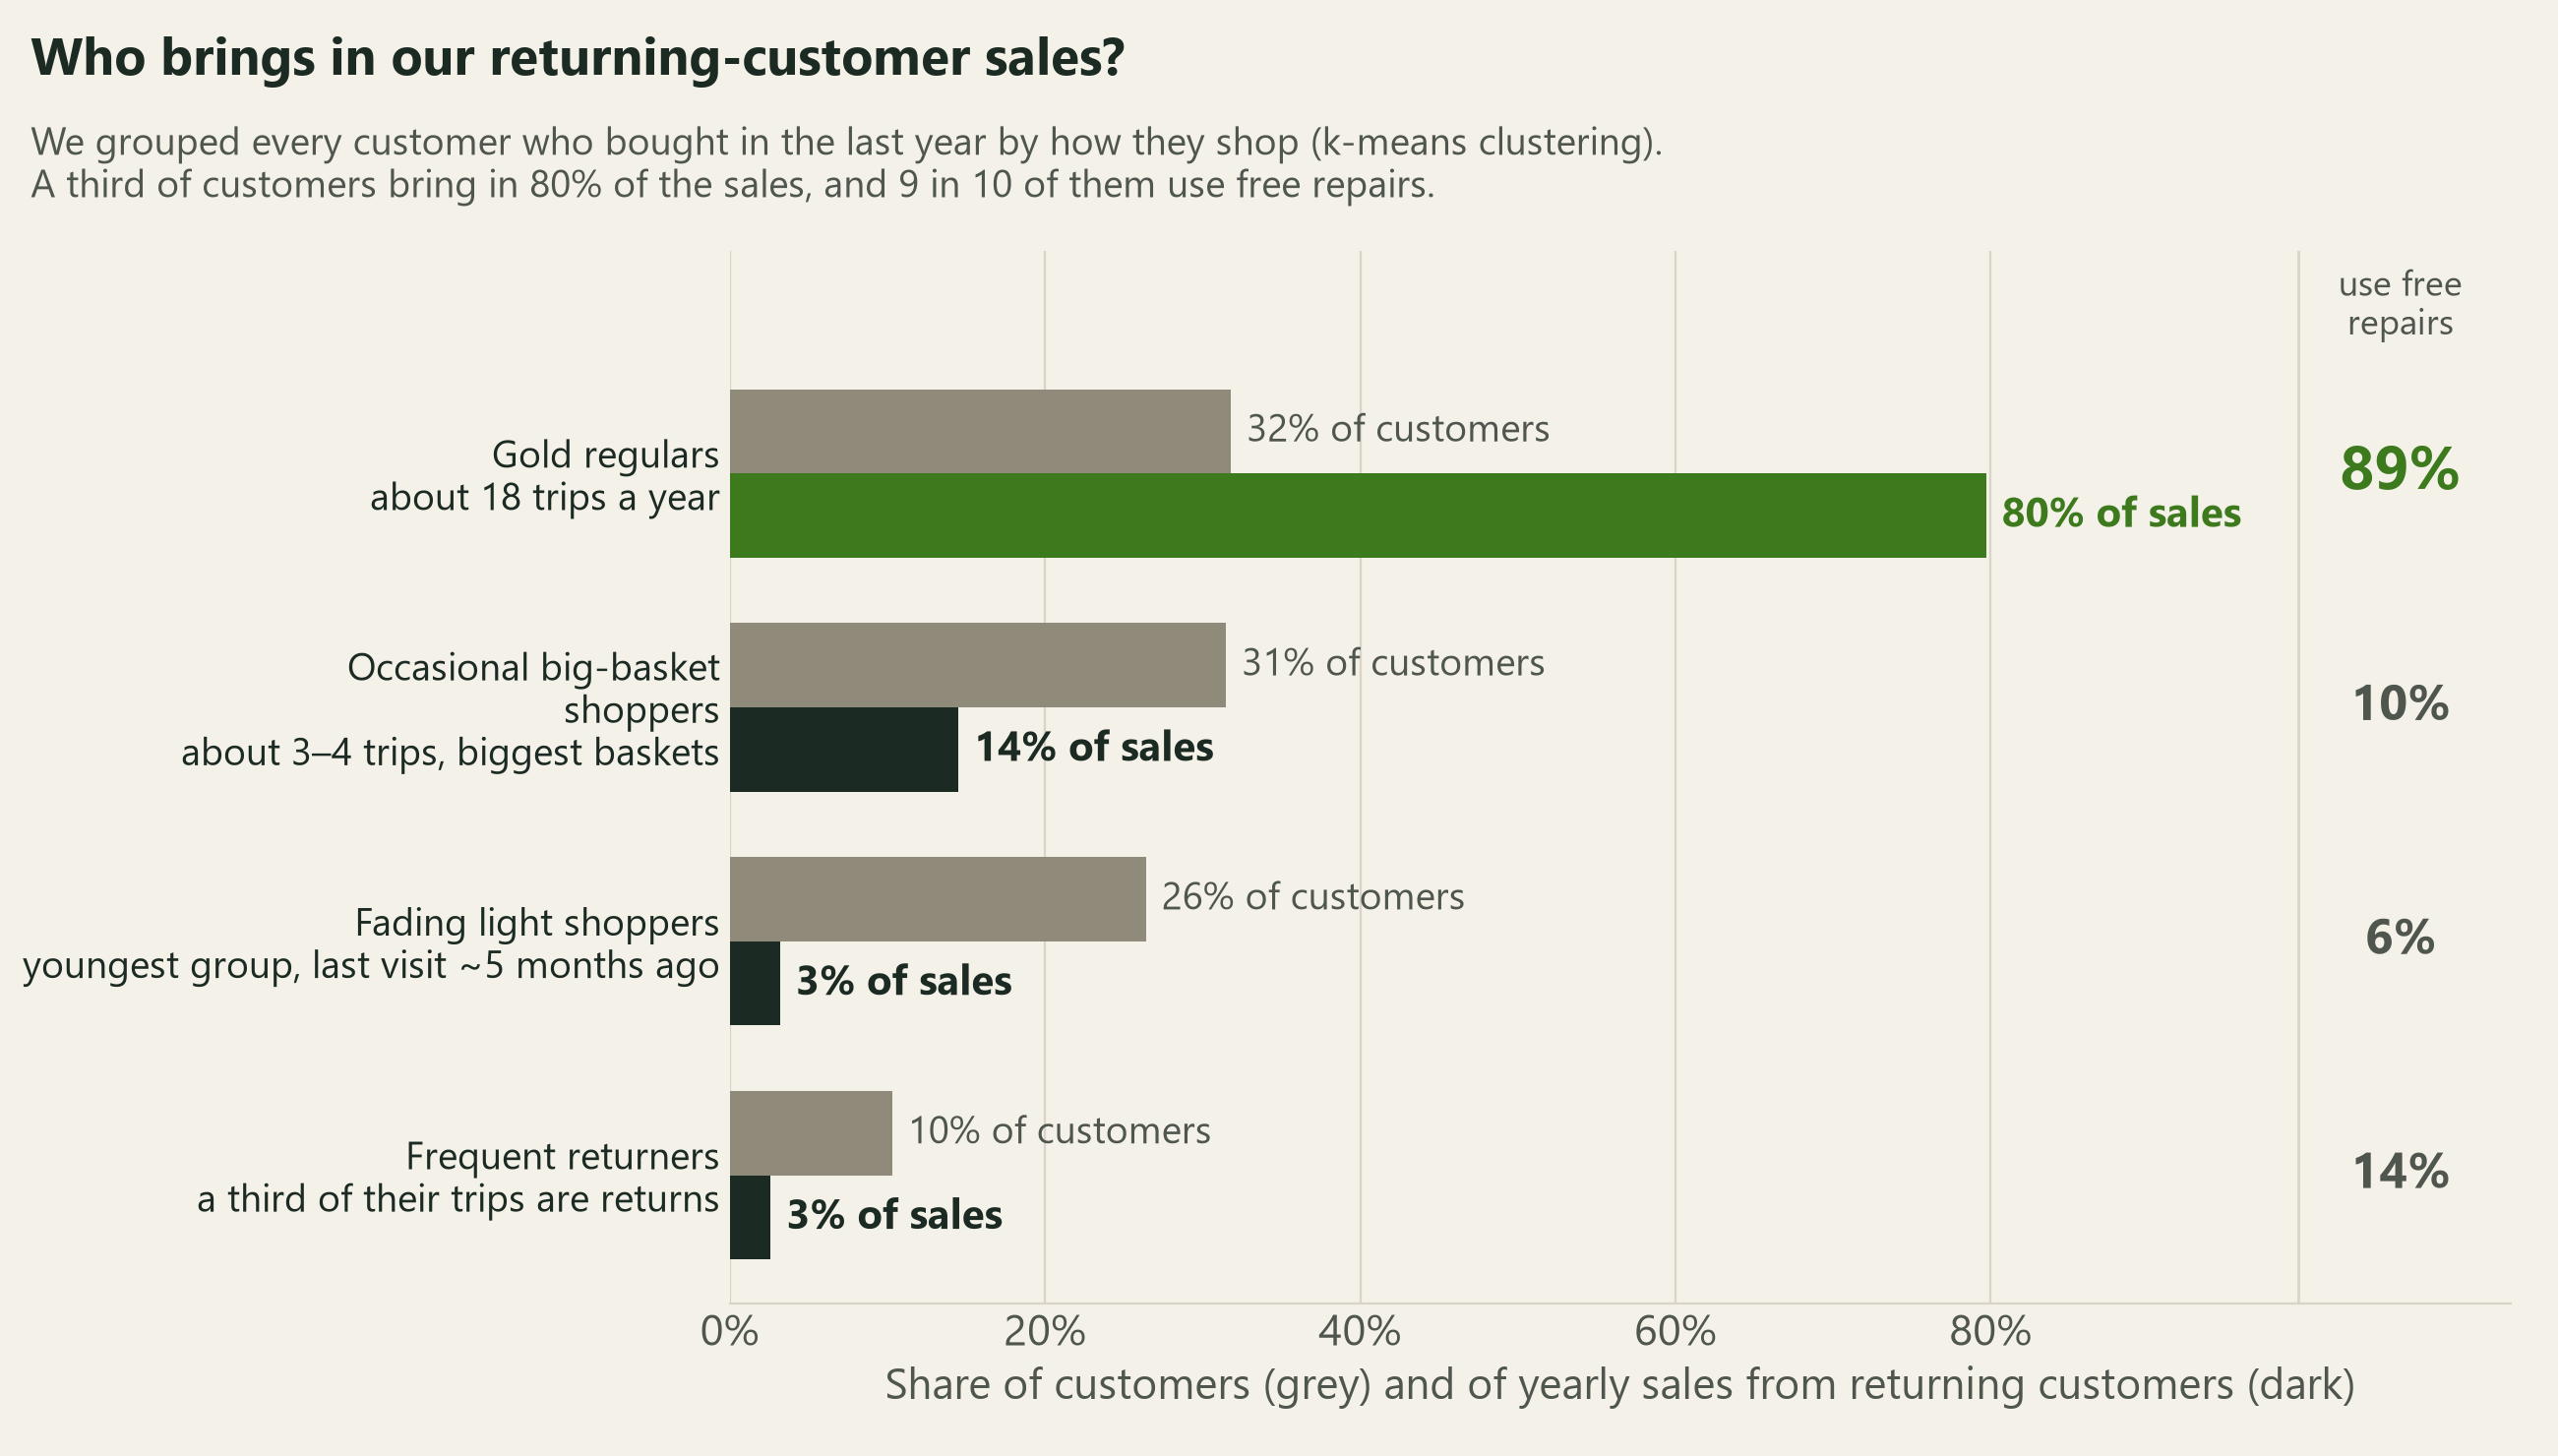 Who brings in our returning-customer sales?
We grouped every customer who bought in the last year by how they shop (k-means clustering).
A third of customers bring in 80% of the sales, and 9 in 10 of them use free repairs.
use free
repairs
Gold regulars
about 18 trips a year
32% of customers
80% of sales
89%
Occasional big-basket
shoppers
about 3–4 trips, biggest baskets
31% of customers
14% of sales
10%
Fading light shoppers
youngest group, last visit ~5 months ago
26% of customers
3% of sales
6%
Frequent returners
a third of their trips are returns
10% of customers
3% of sales
14%
0%
20%
40%
60%
80%
Share of customers (grey) and of yearly sales from returning customers (dark)